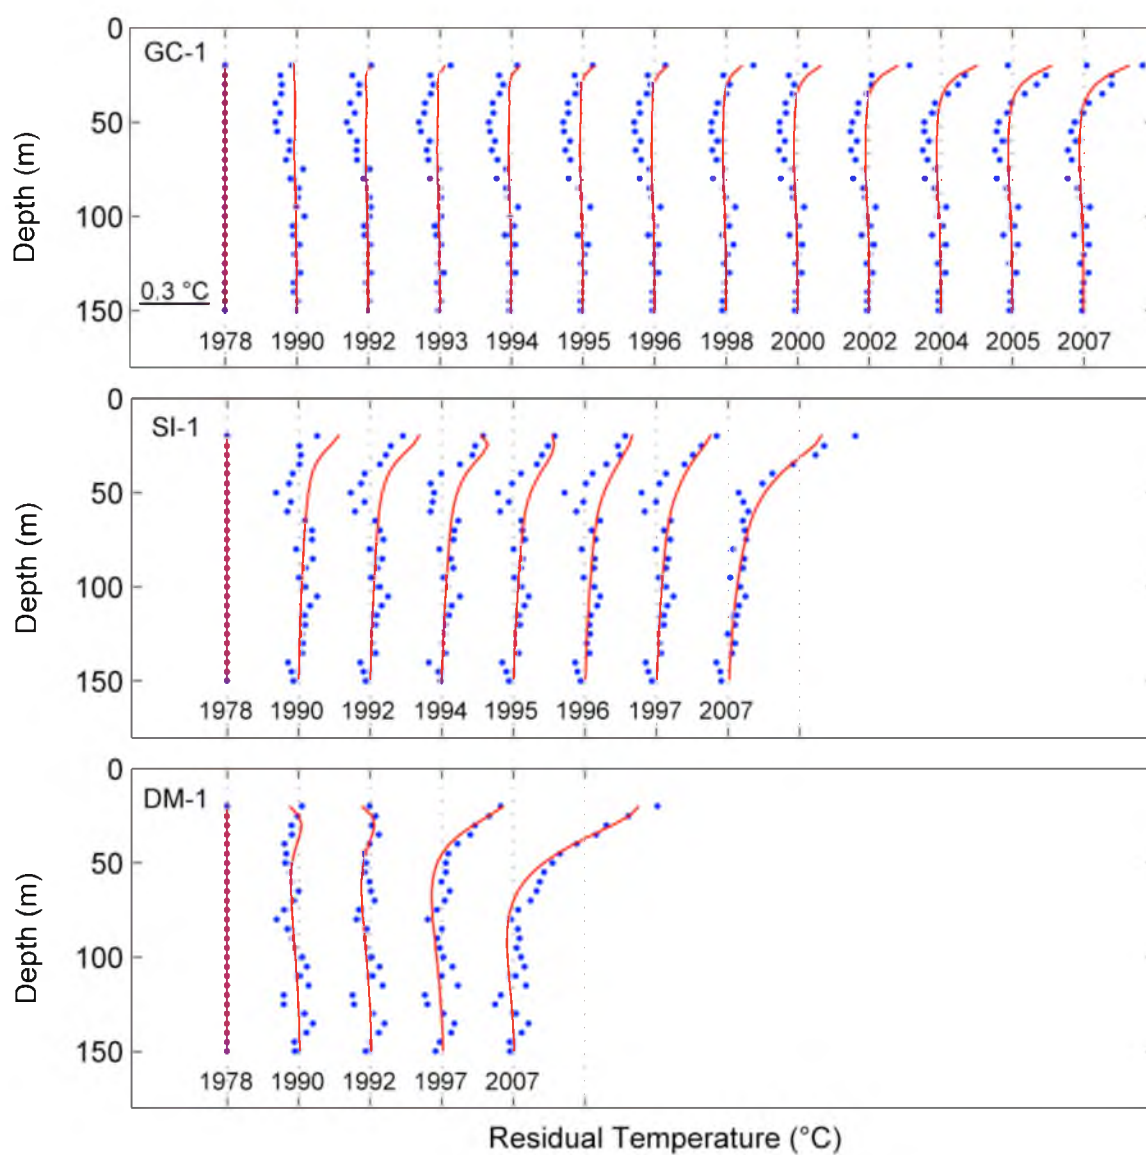 0
GC-1
50
Depth (m)
100
0.3 °C
150
1978 1990 1992 1993 1994 1995 1996 1998 2000 2002 2004 2005 2007
0
SI-1
50
Depth (m)
100
150
1978 1990 1992 1994 1995 1996 1997 2007
0
DM-1
50
Depth (m)
100
150
1978 1990 1992 1997 2007
Residual Temperature (°C)